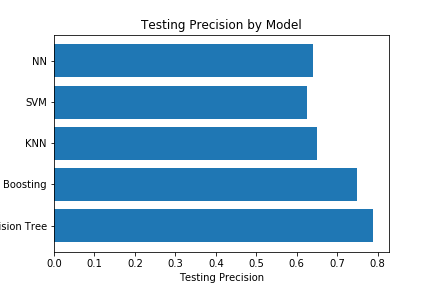 Testing Precision by Model
NN
SVM
KNN
Boosting
ision Tree
0.0 0.1 0.2 0.3 0.4 0.5 0.6 0.7 0.8
Testing Precision